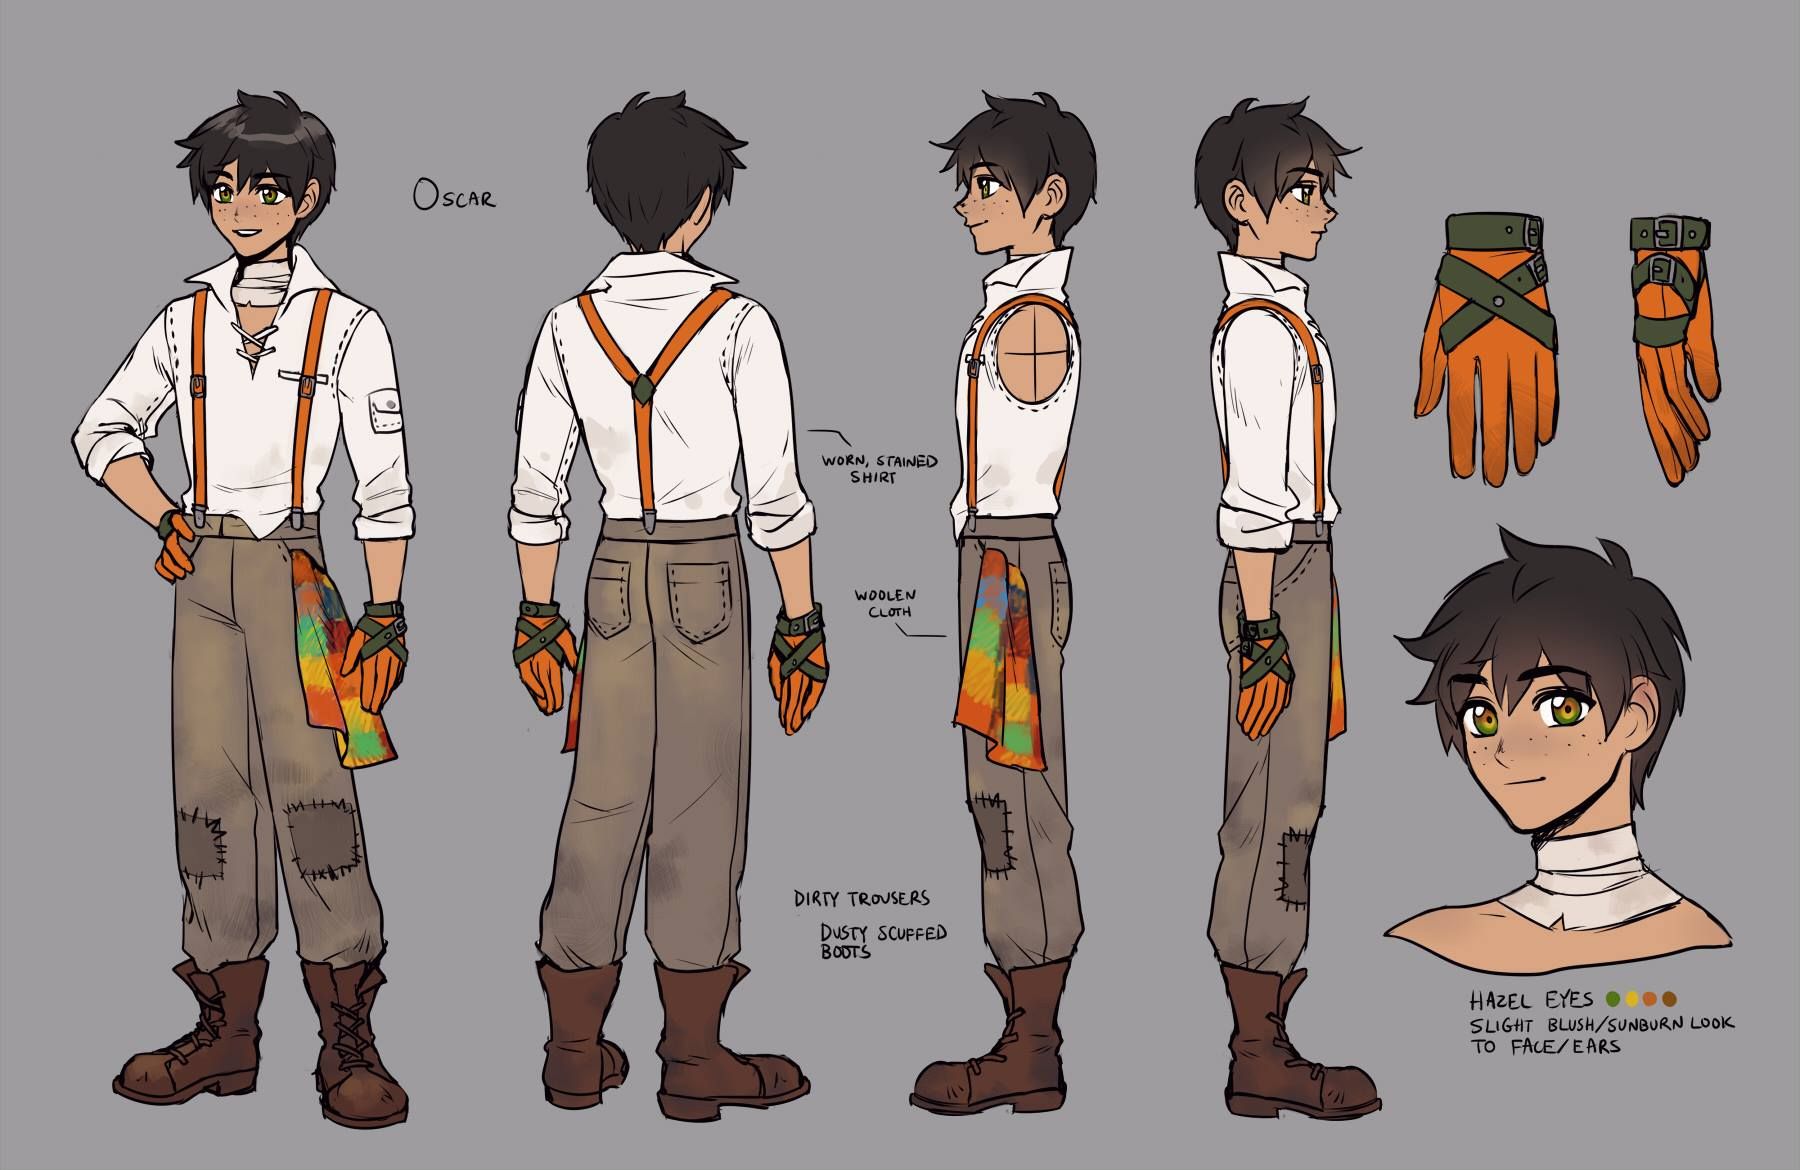 OSCAR
WORN, STAINED
SHIRT
WOOLEN
CLOTH
DIRTY TROUSERS
DUSTY SCUFFED
BOOTS
HAZEL EYES
SLIGHT BLUSH/SUNBURN LOOK
TO FACE/EARS